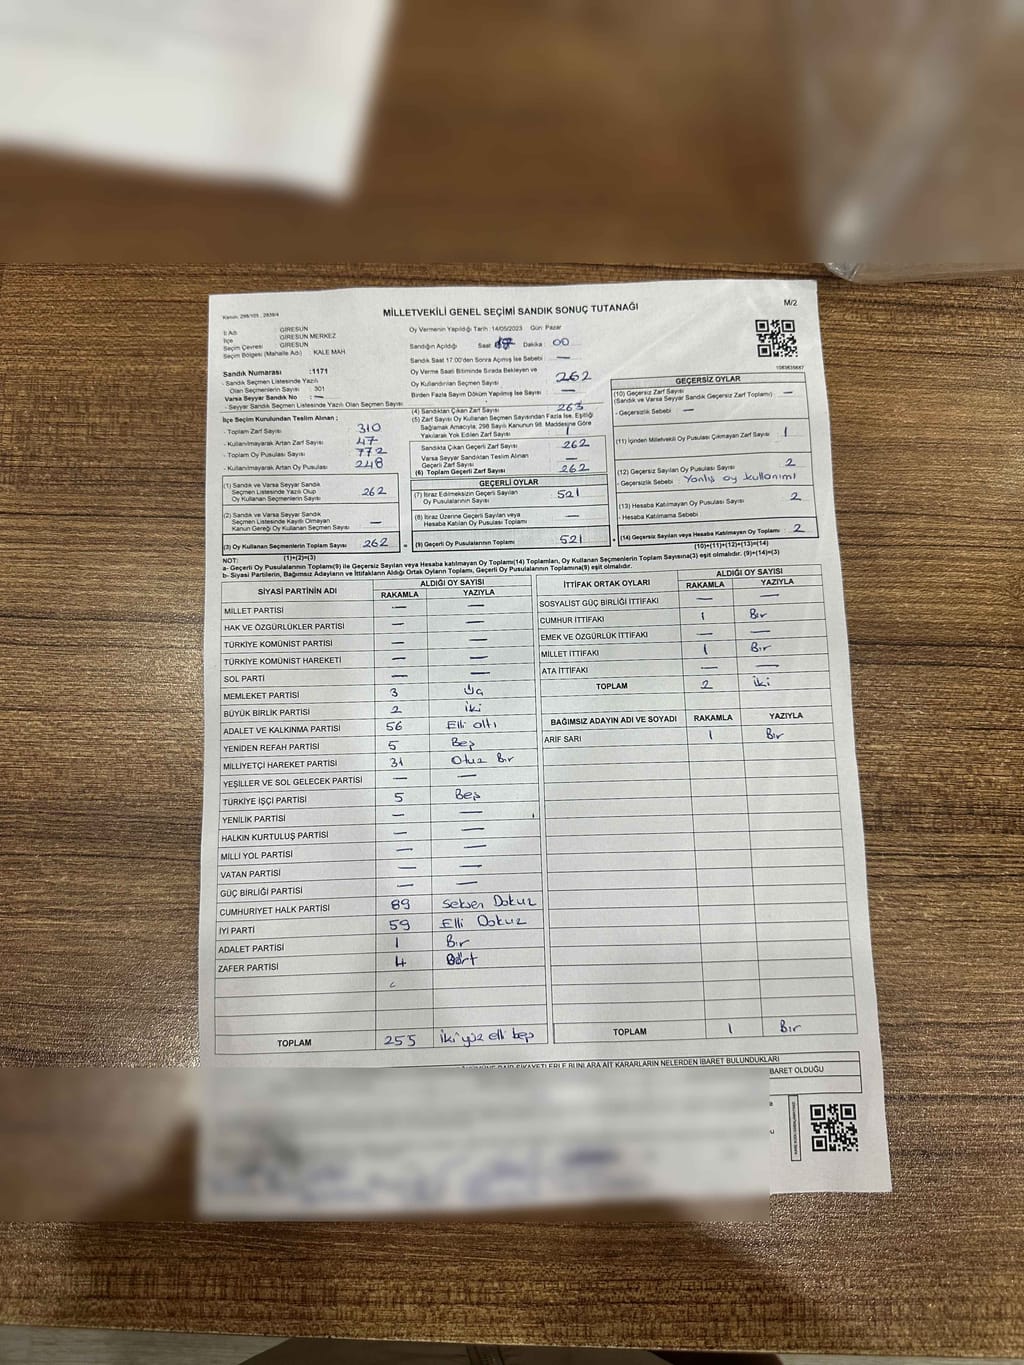 Kanun: 298/105 , 2839/4
MİLLETVEKİLİ GENEL SEÇİMİ SANDIK SONUÇ TUTANAĞI
M/2
İl Adı : GİRESUN
İlçe : GİRESUN MERKEZ
Seçim Çevresi : GİRESUN
Seçim Bölgesi (Mahalle Adı) : KALE MAH
Sandık Numarası :1171
- Sandık Seçmen Listesinde Yazılı
Olan Seçmenlerin Sayısı : 301
Varsa Seyyar Sandık No : —
- Seyyar Sandık Seçmen Listesinde Yazılı Olan Seçmen Sayısı
İlçe Seçim Kurulundan Teslim Alınan ;
- Toplam Zarf Sayısı 310
- Kullanılmayarak Artan Zarf Sayısı 47
- Toplam Oy Pusulası Sayısı 772
- Kullanılmayarak Artan Oy Pusulası 248
(1) Sandık ve Varsa Seyyar Sandık
Seçmen Listesinde Yazılı Olup
Oy Kullanan Seçmenlerin Sayısı 262
(2) Sandık ve Varsa Seyyar Sandık
Seçmen Listesinde Kayıtlı Olmayan
Kanun Gereği Oy Kullanan Seçmen Sayısı —
(3) Oy Kullanan Seçmenlerin Toplam Sayısı 262
(1)+(2)=(3)
Oy Vermenin Yapıldığı Tarih :14/05/2023 Gün: Pazar
Sandığın Açıldığı Saat 17 Dakika : 00
Sandık Saat 17.00'den Sonra Açılmış İse Sebebi : —
Oy Verme Saati Bitiminde Sırada Bekleyen ve
Oy Kullandırılan Seçmen Sayısı 262
Birden Fazla Sayım Döküm Yapılmış İse Sayısı : —
(4) Sandıktan Çıkan Zarf Sayısı 263
(5) Zarf Sayısı Oy Kullanan Seçmen Sayısından Fazla İse, Eşitliği
Sağlamak Amacıyla, 298 Sayılı Kanunun 98. Maddesine Göre
Yakılarak Yok Edilen Zarf Sayısı 1
Sandıkta Çıkan Geçerli Zarf Sayısı 262
Varsa Seyyar Sandıktan Teslim Alınan
Geçerli Zarf Sayısı —
(6) Toplam Geçerli Zarf Sayısı 262
GEÇERLİ OYLAR
(7) İtiraz Edilmeksizin Geçerli Sayılan
Oy Pusulalarının Sayısı 521
(8) İtiraz Üzerine Geçerli Sayılan veya
Hesaba Katılan Oy Pusulası Toplamı —
(9) Geçerli Oy Pusulalarının Toplamı 521
1083635687
GEÇERSİZ OYLAR
(10) Geçersiz Zarf Sayısı
(Sandık ve Varsa Seyyar Sandık Geçersiz Zarf Toplamı) —
- Geçersizlik Sebebi : —
(11) İçinden Milletvekili Oy Pusulası Çıkmayan Zarf Sayısı 1
(12) Geçersiz Sayılan Oy Pusulası Sayısı 2
- Geçersizlik Sebebi : Yanlış oy kullanımı
(13) Hesaba Katılmayan Oy Pusulası Sayısı 2
- Hesaba Katılmama Sebebi
(14) Geçersiz Sayılan veya Hesaba Katılmayan Oy Toplamı 2
(10)+(11)+(12)+(13)=(14)
NOT:
a- Geçerli Oy Pusulalarının Toplamı(9) ile Geçersiz Sayılan veya Hesaba Katılmayan Oy Toplamı(14) Toplamları, Oy Kullanan Seçmenlerin Toplam Sayısına(3) eşit olmalıdır. (9)+(14)=(3)
b- Siyasi Partilerin, Bağımsız Adayların ve İttifakların Aldığı Ortak Oyların Toplamı, Geçerli Oy Pusulalarının Toplamına(9) eşit olmalıdır.
SİYASİ PARTİNİN ADI ALDIĞI OY SAYISI
RAKAMLA YAZIYLA
MİLLET PARTİSİ — —
HAK VE ÖZGÜRLÜKLER PARTİSİ — —
TÜRKİYE KOMÜNİST PARTİSİ — —
TÜRKİYE KOMÜNİST HAREKETİ — —
SOL PARTİ — —
MEMLEKET PARTİSİ 3 Üç
BÜYÜK BİRLİK PARTİSİ 2 İki
ADALET VE KALKINMA PARTİSİ 56 Elli altı
YENİDEN REFAH PARTİSİ 5 Beş
MİLLİYETÇİ HAREKET PARTİSİ 31 Otuz Bir
YEŞİLLER VE SOL GELECEK PARTİSİ — —
TÜRKİYE İŞÇİ PARTİSİ 5 Beş
YENİLİK PARTİSİ — —
HALKIN KURTULUŞ PARTİSİ — —
MİLLİ YOL PARTİSİ — —
VATAN PARTİSİ — —
GÜÇ BİRLİĞİ PARTİSİ — —
CUMHURİYET HALK PARTİSİ 89 Seksen Dokuz
İYİ PARTİ 59 Elli Dokuz
ADALET PARTİSİ 1 Bir
ZAFER PARTİSİ 4 Dört
TOPLAM 255 İki yüz elli beş
İTTİFAK ORTAK OYLARI ALDIĞI OY SAYISI
RAKAMLA YAZIYLA
SOSYALİST GÜÇ BİRLİĞİ İTTİFAKI — —
CUMHUR İTTİFAKI 1 Bir
EMEK VE ÖZGÜRLÜK İTTİFAKI — —
MİLLET İTTİFAKI 1 Bir
ATA İTTİFAKI — —
TOPLAM 2 İki
BAĞIMSIZ ADAYIN ADI VE SOYADI RAKAMLA YAZIYLA
ARİF SARI 1 Bir
TOPLAM 1 Bir
ŞİKAYETLERLE BUNLARA AİT KARARLARIN NELERDEN İBARET BULUNDUKLARI
BARET OLDUĞU